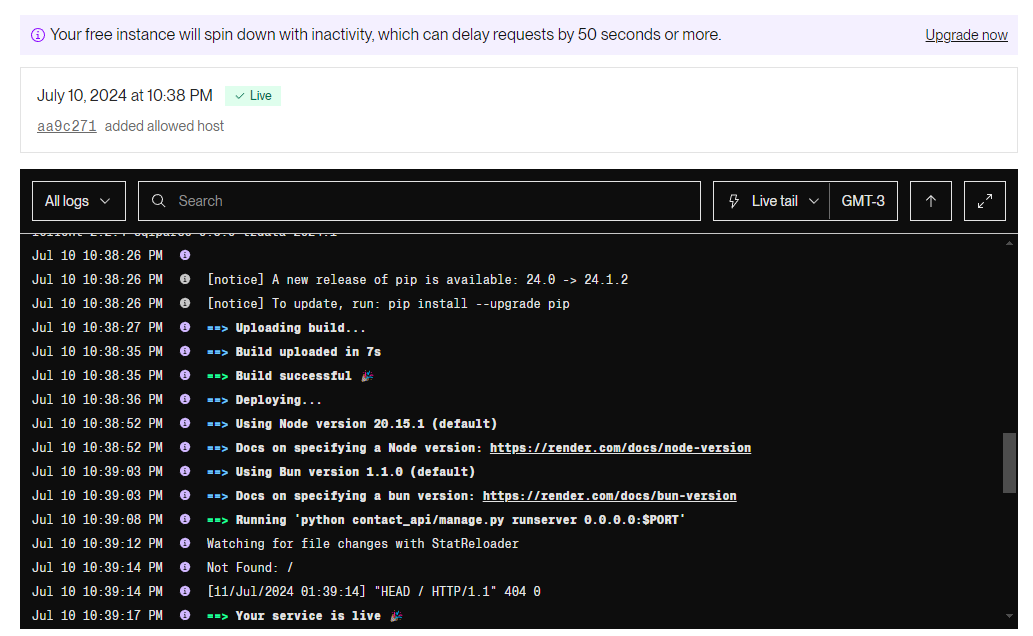 Your free instance will spin down with inactivity, which can delay requests by 50 seconds or more. Upgrade now
July 10, 2024 at 10:38 PM Live
aa9c271 added allowed host
All logs Search Live tail GMT-3
Jul 10 10:38:26 PM
Jul 10 10:38:26 PM [notice] A new release of pip is available: 24.0 -> 24.1.2
Jul 10 10:38:26 PM [notice] To update, run: pip install --upgrade pip
Jul 10 10:38:27 PM ==> Uploading build...
Jul 10 10:38:35 PM ==> Build uploaded in 7s
Jul 10 10:38:35 PM ==> Build successful 🎉
Jul 10 10:38:36 PM ==> Deploying...
Jul 10 10:38:52 PM ==> Using Node version 20.15.1 (default)
Jul 10 10:38:52 PM ==> Docs on specifying a Node version: https://render.com/docs/node-version
Jul 10 10:39:03 PM ==> Using Bun version 1.1.0 (default)
Jul 10 10:39:03 PM ==> Docs on specifying a bun version: https://render.com/docs/bun-version
Jul 10 10:39:08 PM ==> Running 'python contact_api/manage.py runserver 0.0.0.0:$PORT'
Jul 10 10:39:12 PM Watching for file changes with StatReloader
Jul 10 10:39:14 PM Not Found: /
Jul 10 10:39:14 PM [11/Jul/2024 01:39:14] "HEAD / HTTP/1.1" 404 0
Jul 10 10:39:17 PM ==> Your service is live 🎉